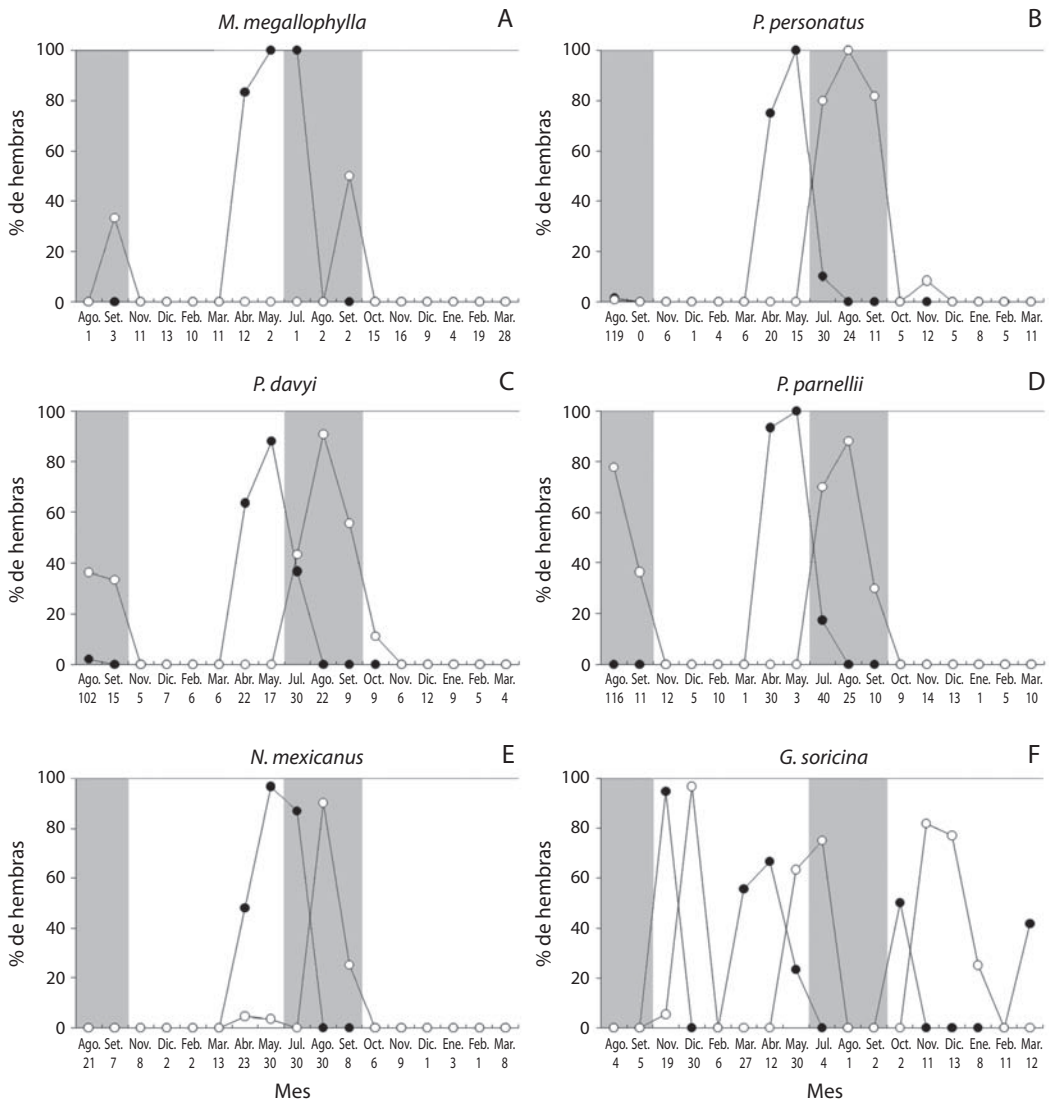 M. megallophylla
A
% de hembras
100
80
60
40
20
0
Ago. Set. Nov. Dic. Feb. Mar. Abr. May. Jul. Ago. Set. Oct. Nov. Dic. Ene. Feb. Mar.
1 3 11 13 10 11 12 2 1 2 2 15 16 9 4 19 28
P. personatus
B
% de hembras
100
80
60
40
20
0
Ago. Set. Nov. Dic. Feb. Mar. Abr. May. Jul. Ago. Set. Oct. Nov. Dic. Ene. Feb. Mar.
119 0 6 1 4 6 20 15 30 24 11 5 12 5 8 5 11
P. davyi
C
% de hembras
100
80
60
40
20
0
Ago. Set. Nov. Dic. Feb. Mar. Abr. May. Jul. Ago. Set. Oct. Nov. Dic. Ene. Feb. Mar.
102 15 5 7 6 6 22 17 30 22 9 9 6 12 9 5 4
P. parnellii
D
% de hembras
100
80
60
40
20
0
Ago. Set. Nov. Dic. Feb. Mar. Abr. May. Jul. Ago. Set. Oct. Nov. Dic. Ene. Feb. Mar.
116 11 12 5 10 1 30 3 40 25 10 9 14 13 1 5 10
N. mexicanus
E
% de hembras
100
80
60
40
20
0
Ago. Set. Nov. Dic. Feb. Mar. Abr. May. Jul. Ago. Set. Oct. Nov. Dic. Ene. Feb. Mar.
21 7 8 2 2 13 23 30 30 30 8 6 9 1 3 1 8
Mes
G. soricina
F
% de hembras
100
80
60
40
20
0
Ago. Set. Nov. Dic. Feb. Mar. Abr. May. Jul. Ago. Set. Oct. Nov. Dic. Ene. Feb. Mar.
4 5 19 30 6 27 12 30 4 1 2 2 11 13 8 11 12
Mes